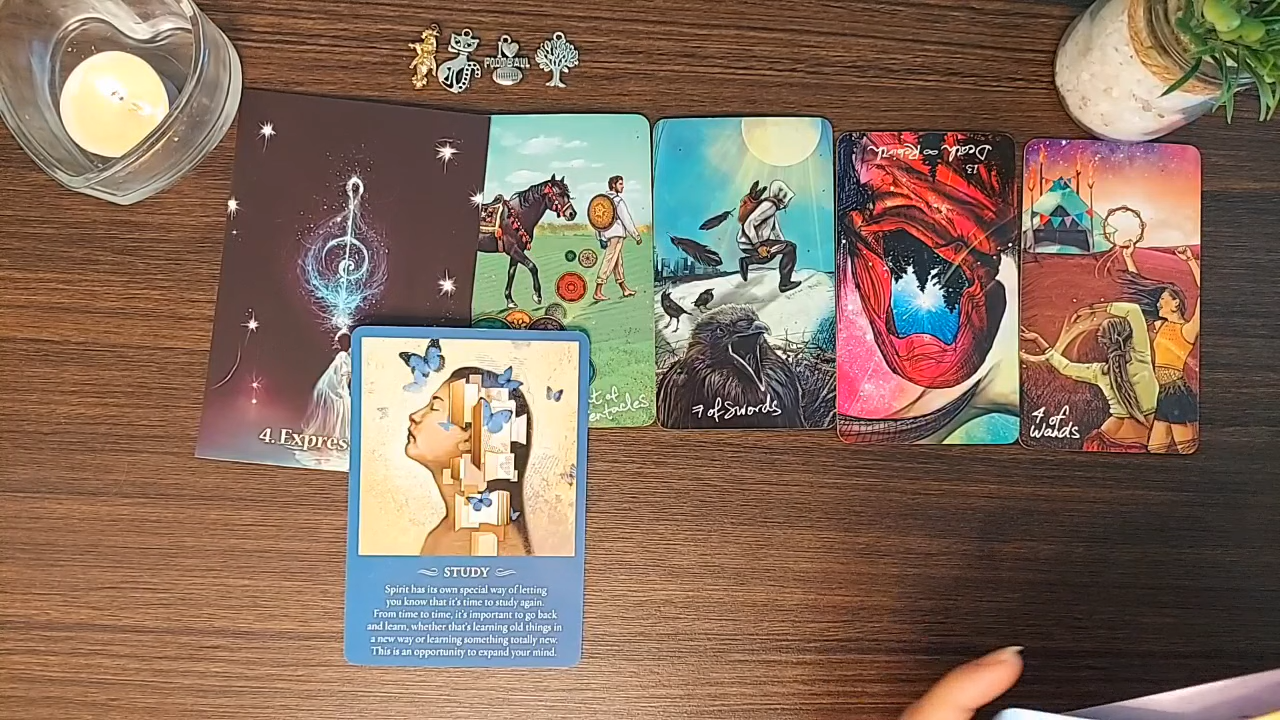 FOOTBALL
13
Death ∞ Rebirth
4. Expres
t of
entacles
7 of Swords
4 of
Wands
STUDY
Spirit has its own special way of letting
you know that it's time to study again.
From time to time, it's important to go back
and learn, whether that's learning old things in
a new way or learning something totally new.
This is an opportunity to expand your mind.